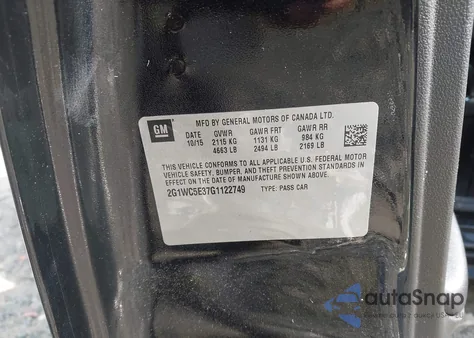 GM
MFD BY GENERAL MOTORS OF CANADA LTD.
DATE GVWR GAWR FRT GAWR RR
10/15 2115 KG 1131 KG 984 KG
4663 LB 2494 LB 2169 LB
THIS VEHICLE CONFORMS TO ALL APPLICABLE U.S. FEDERAL MOTOR
VEHICLE SAFETY, BUMPER, AND THEFT PREVENTION STANDARDS IN
EFFECT ON THE DATE OF MANUFACTURE SHOWN ABOVE.
2G1WC5E37G1122749 TYPE: PASS CAR
autaSnap